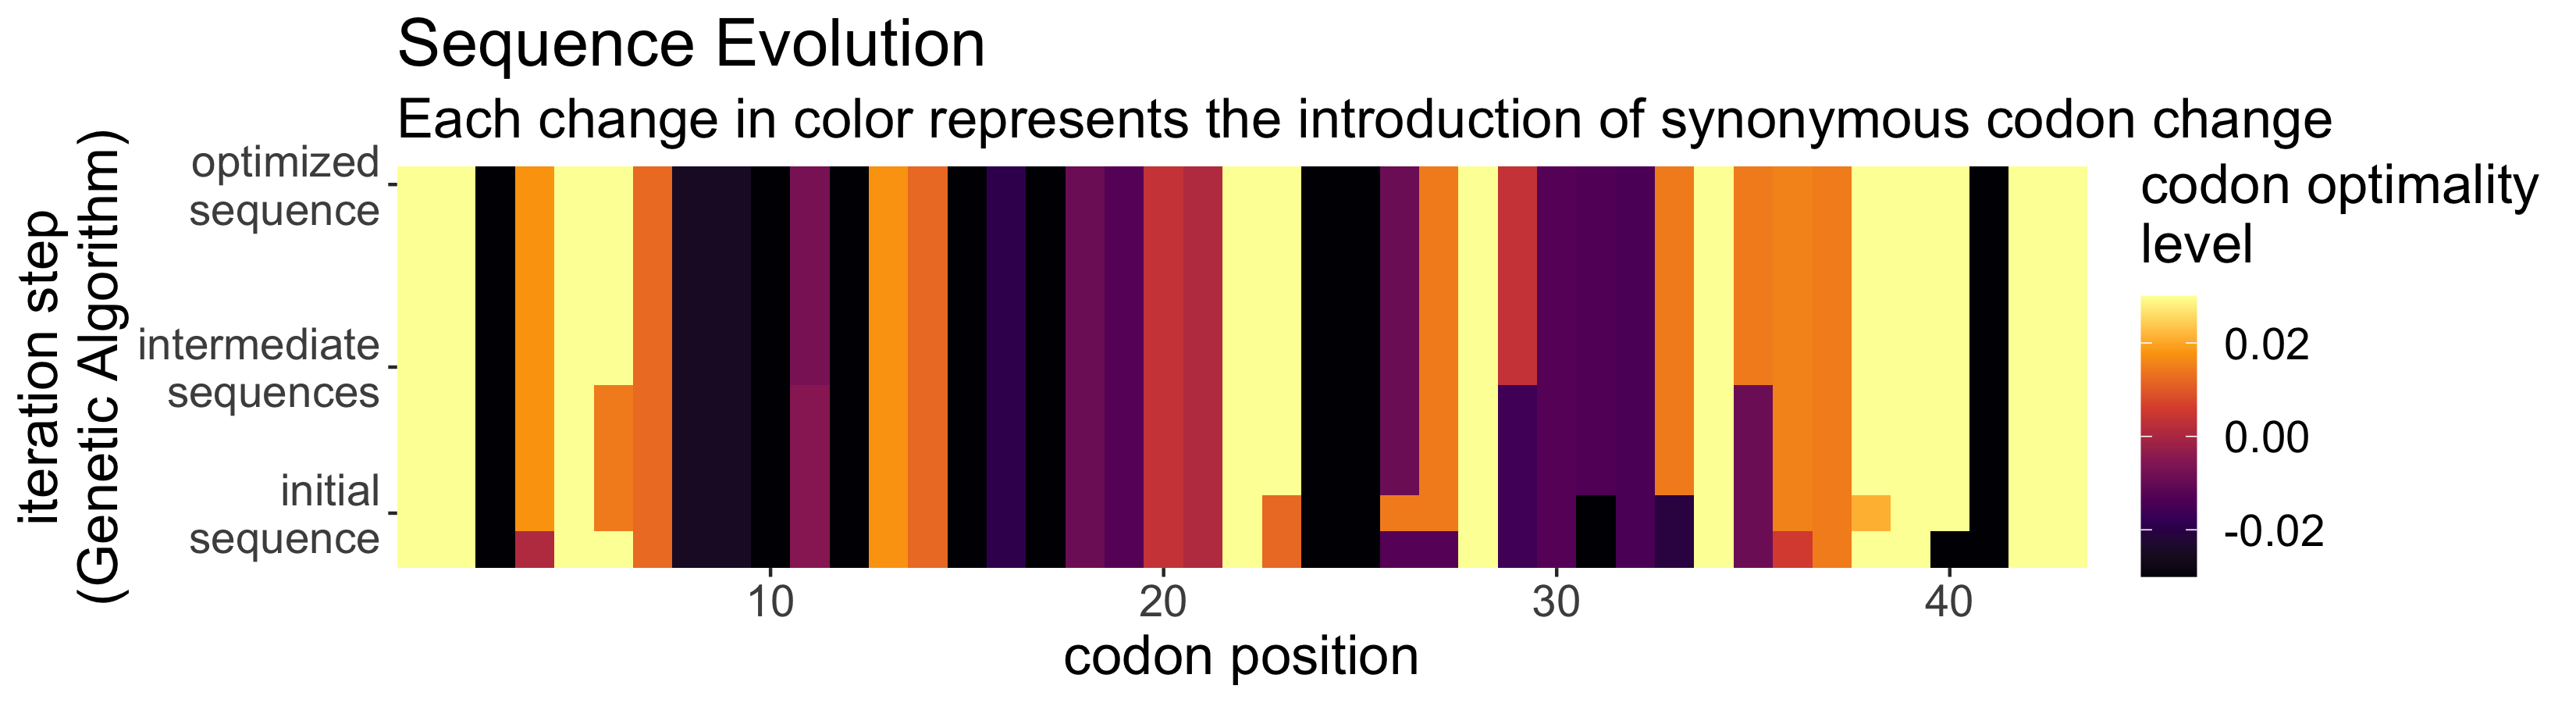 Sequence Evolution
Each change in color represents the introduction of synonymous codon change
iteration step
(Genetic Algorithm)
optimized
sequence
intermediate
sequences
initial
sequence
10
20
30
40
codon position
codon optimality
level
0.02
0.00
-0.02